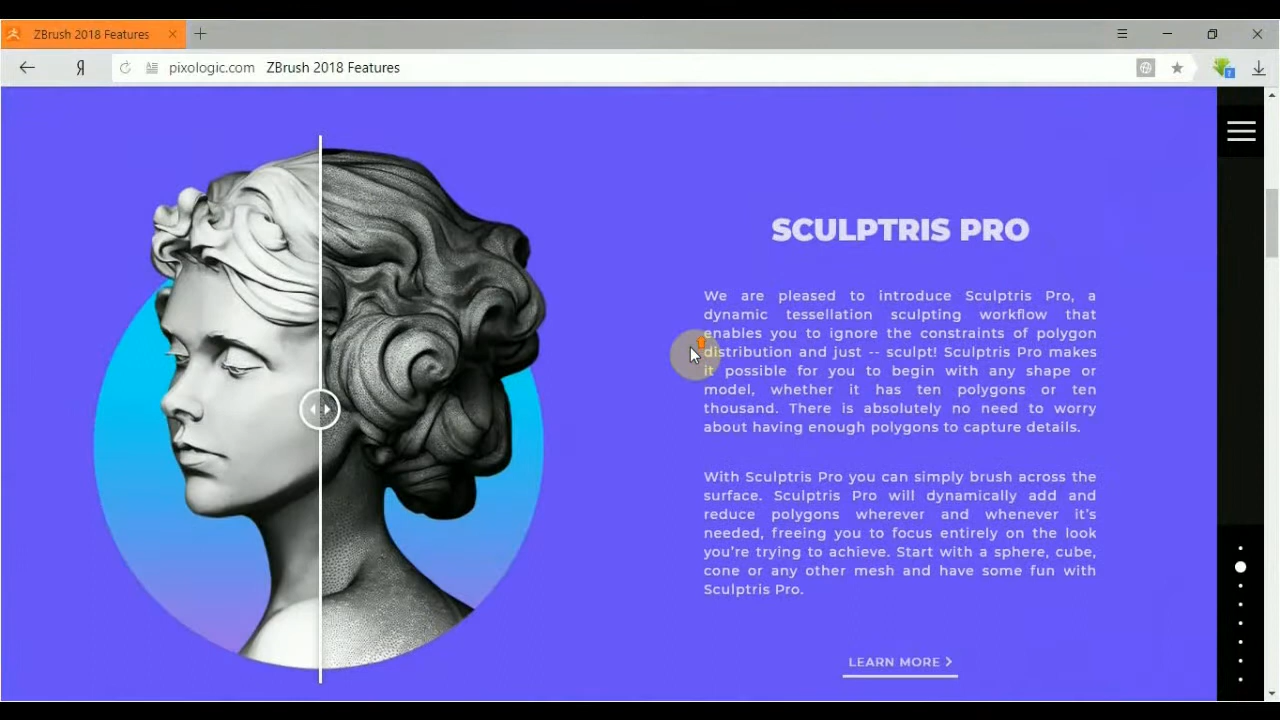 ZBrush 2018 Features
Я pixologic.com ZBrush 2018 Features
SCULPTRIS PRO
We are pleased to introduce Sculptris Pro, a
dynamic tessellation sculpting workflow that
enables you to ignore the constraints of polygon
distribution and just -- sculpt! Sculptris Pro makes
it possible for you to begin with any shape or
model, whether it has ten polygons or ten
thousand. There is absolutely no need to worry
about having enough polygons to capture details.
With Sculptris Pro you can simply brush across the
surface. Sculptris Pro will dynamically add and
reduce polygons wherever and whenever it's
needed, freeing you to focus entirely on the look
you're trying to achieve. Start with a sphere, cube,
cone or any other mesh and have some fun with
Sculptris Pro.
LEARN MORE